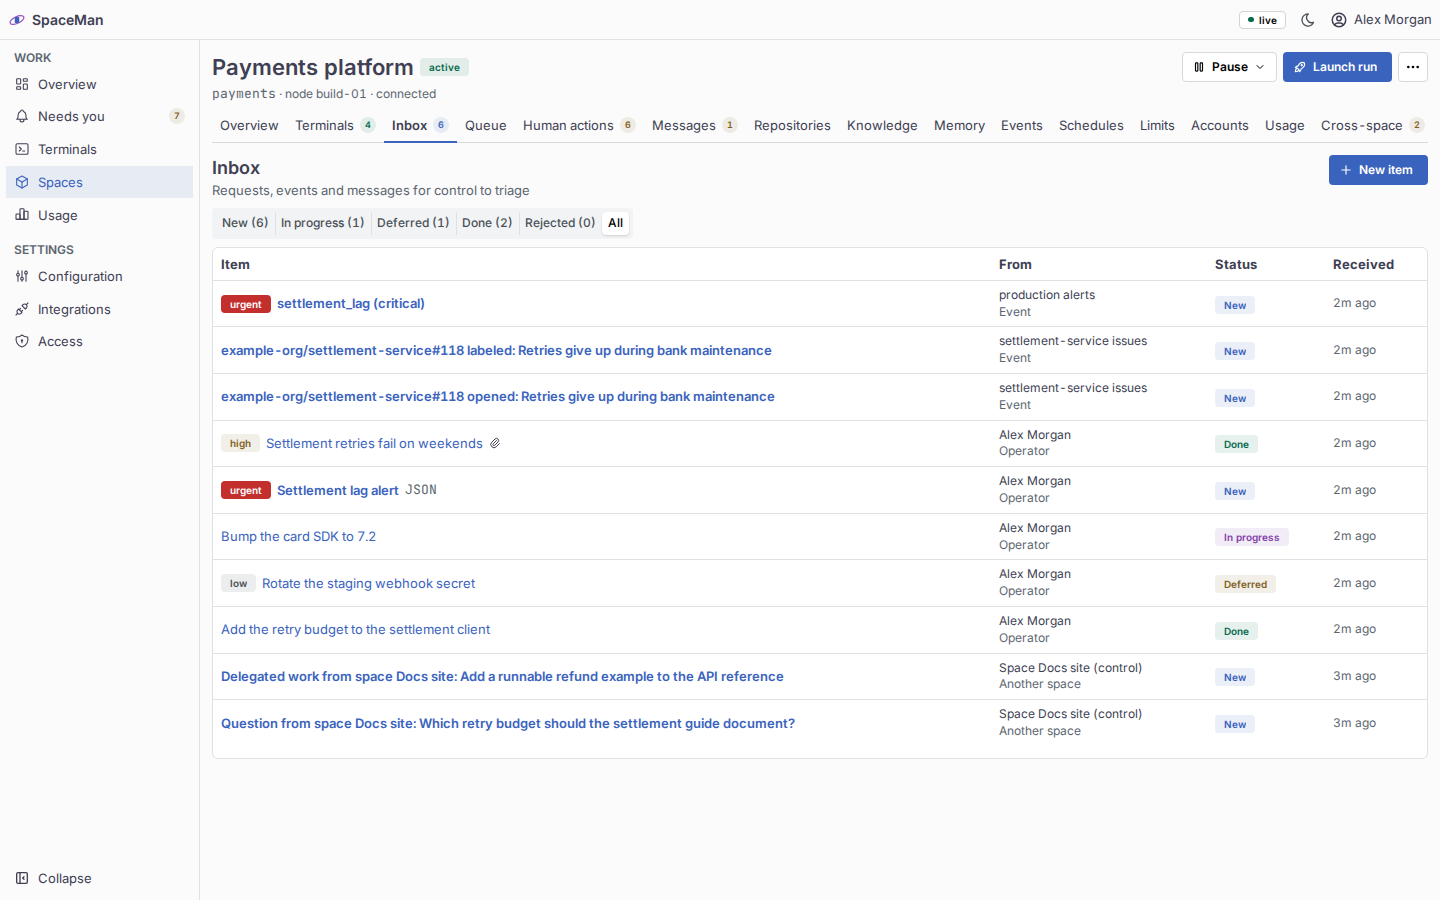 SpaceMan
live
Alex Morgan
WORK
Overview
Needs you 7
Terminals
Spaces
Usage
SETTINGS
Configuration
Integrations
Access
Collapse
Payments platform active
Pause
Launch run
payments · node build-01 · connected
Overview Terminals 4 Inbox 6 Queue Human actions 6 Messages 1 Repositories Knowledge Memory Events Schedules Limits Accounts Usage Cross-space 2
Inbox
New item
Requests, events and messages for control to triage
New (6) In progress (1) Deferred (1) Done (2) Rejected (0) All
Item From Status Received
urgent settlement_lag (critical) production alerts New 2m ago
Event
example-org/settlement-service#118 labeled: Retries give up during bank maintenance settlement-service issues New 2m ago
Event
example-org/settlement-service#118 opened: Retries give up during bank maintenance settlement-service issues New 2m ago
Event
high Settlement retries fail on weekends Alex Morgan Done 2m ago
Operator
urgent Settlement lag alert JSON Alex Morgan New 2m ago
Operator
Bump the card SDK to 7.2 Alex Morgan In progress 2m ago
Operator
low Rotate the staging webhook secret Alex Morgan Deferred 2m ago
Operator
Add the retry budget to the settlement client Alex Morgan Done 2m ago
Operator
Delegated work from space Docs site: Add a runnable refund example to the API reference Space Docs site (control) New 3m ago
Another space
Question from space Docs site: Which retry budget should the settlement guide document? Space Docs site (control) New 3m ago
Another space